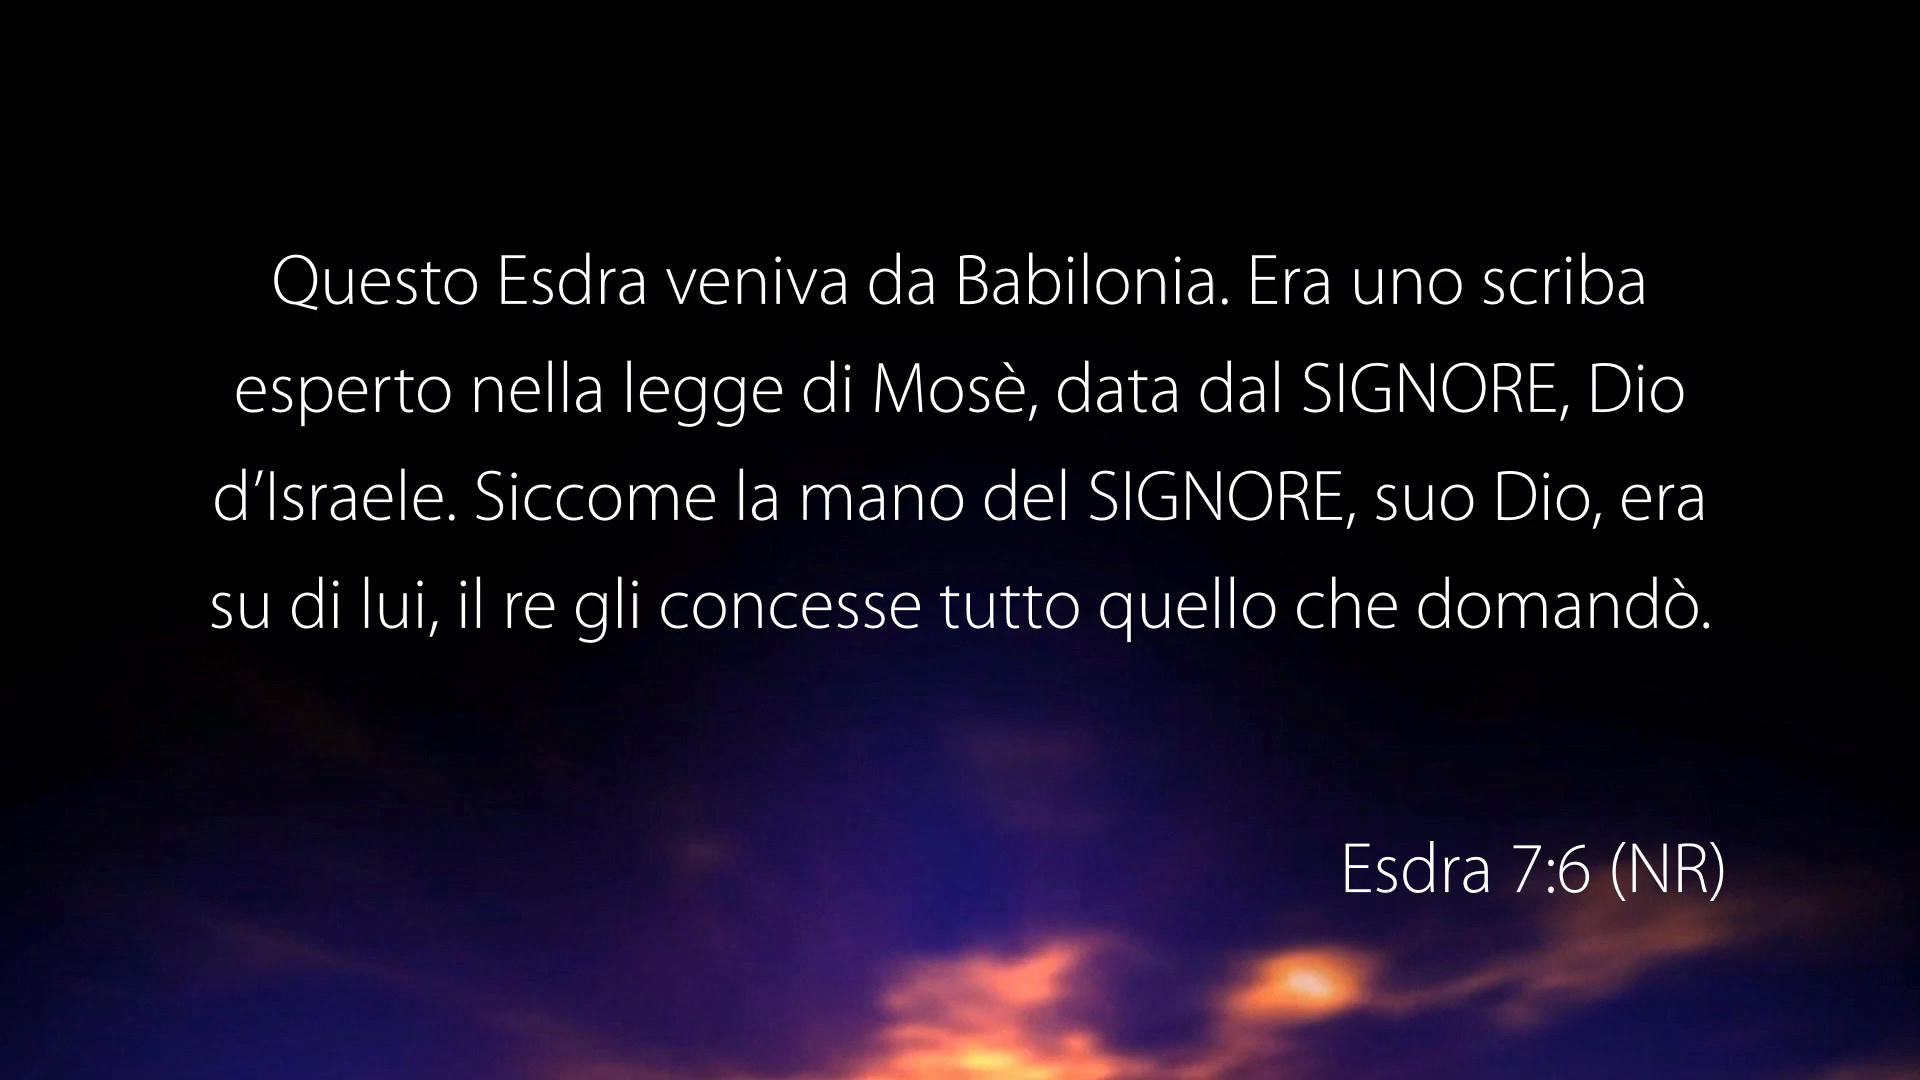 Questo Esdra veniva da Babilonia. Era uno scriba
esperto nella legge di Mosè, data dal SIGNORE, Dio
d’Israele. Siccome la mano del SIGNORE, suo Dio, era
su di lui, il re gli concesse tutto quello che domandò.
Esdra 7:6 (NR)